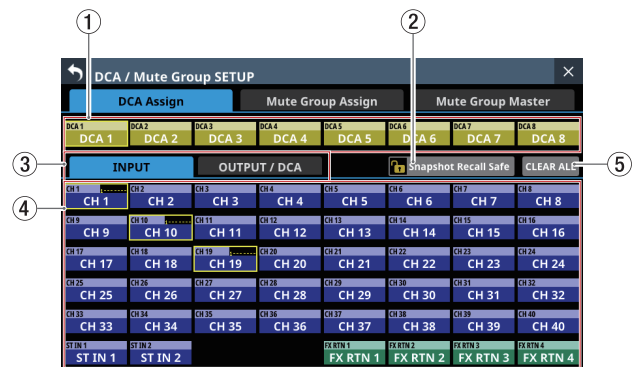 ① ②
DCA / Mute Group SETUP ×
DCA Assign Mute Group Assign Mute Group Master
DCA 1 DCA 2 DCA 3 DCA 4 DCA 5 DCA 6 DCA 7 DCA 8
DCA 1 DCA 2 DCA 3 DCA 4 DCA 5 DCA 6 DCA 7 DCA 8
③ INPUT OUTPUT / DCA Snapshot Recall Safe CLEAR ALL ⑤
④ CH 1 CH 2 CH 3 CH 4 CH 5 CH 6 CH 7 CH 8
CH 1 CH 2 CH 3 CH 4 CH 5 CH 6 CH 7 CH 8
CH 9 CH 10 CH 11 CH 12 CH 13 CH 14 CH 15 CH 16
CH 9 CH 10 CH 11 CH 12 CH 13 CH 14 CH 15 CH 16
CH 17 CH 18 CH 19 CH 20 CH 21 CH 22 CH 23 CH 24
CH 17 CH 18 CH 19 CH 20 CH 21 CH 22 CH 23 CH 24
CH 25 CH 26 CH 27 CH 28 CH 29 CH 30 CH 31 CH 32
CH 25 CH 26 CH 27 CH 28 CH 29 CH 30 CH 31 CH 32
CH 33 CH 34 CH 35 CH 36 CH 37 CH 38 CH 39 CH 40
CH 33 CH 34 CH 35 CH 36 CH 37 CH 38 CH 39 CH 40
ST IN 1 ST IN 2 FX RTN 1 FX RTN 2 FX RTN 3 FX RTN 4
ST IN 1 ST IN 2 FX RTN 1 FX RTN 2 FX RTN 3 FX RTN 4